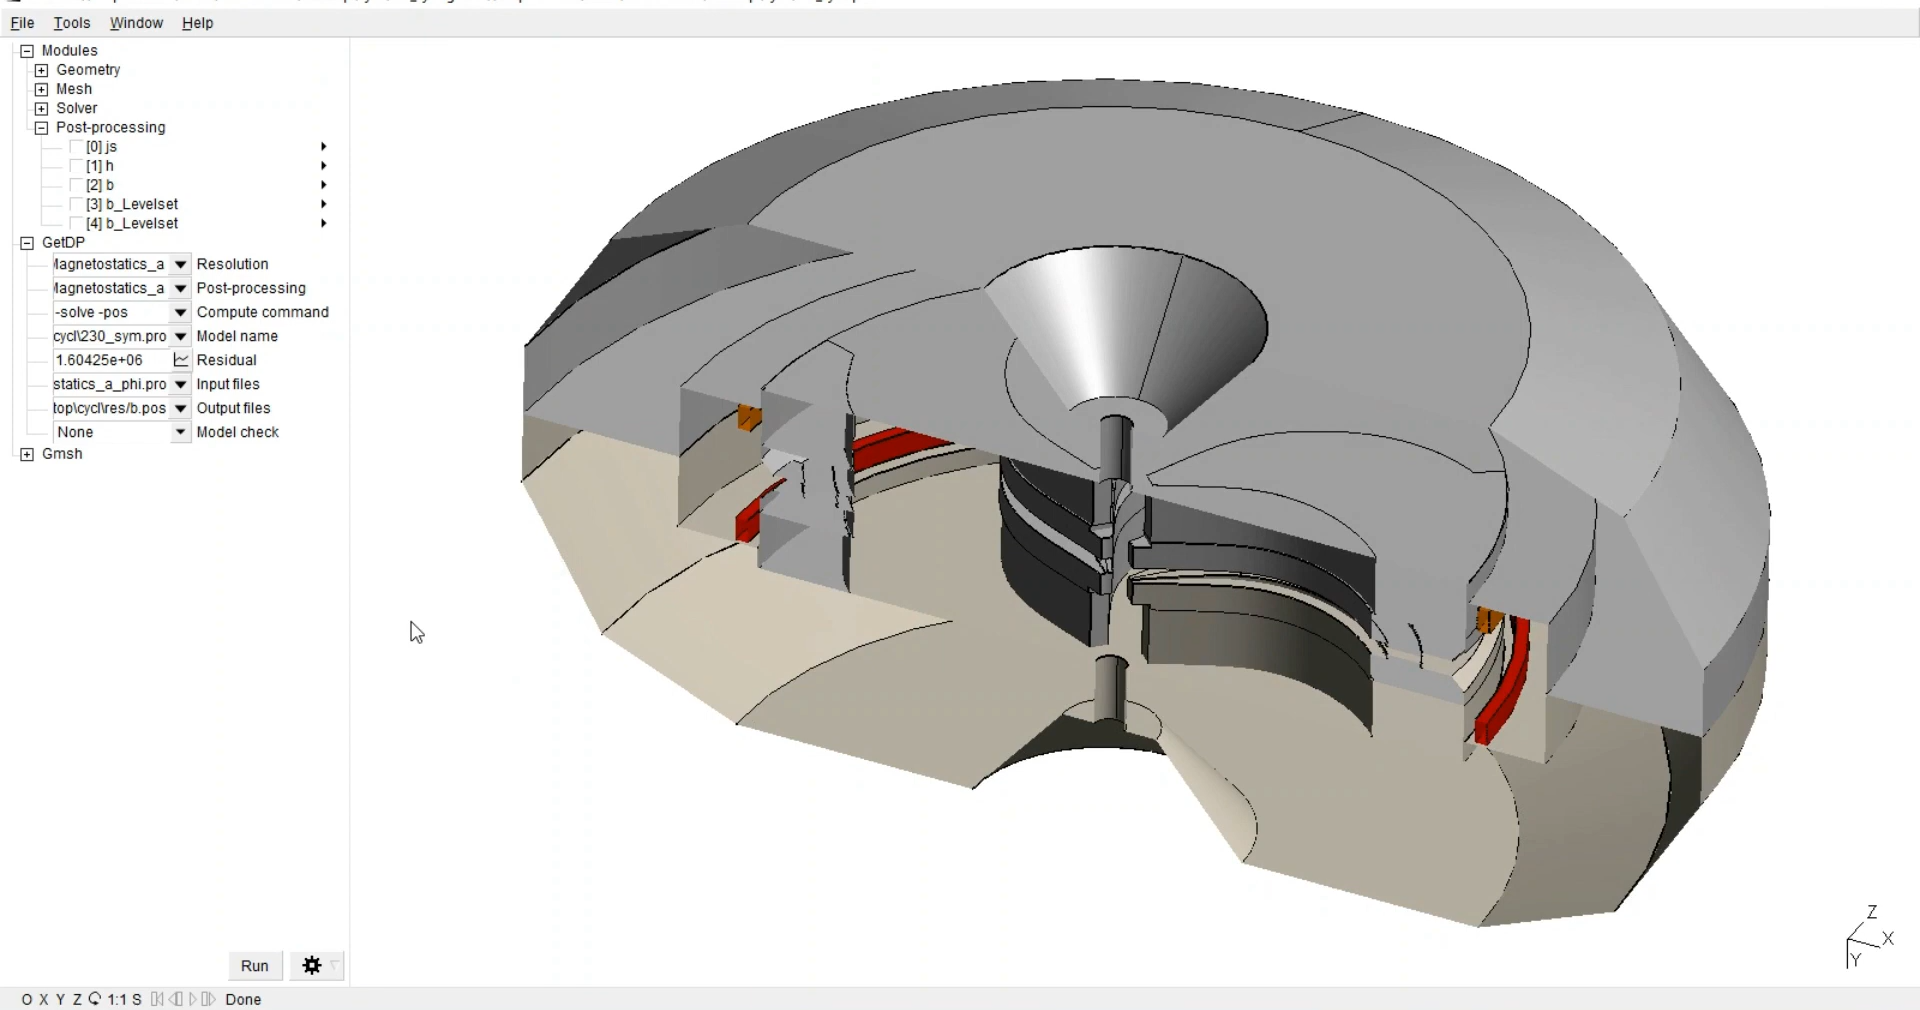 File Tools Window Help
Modules
Geometry
Mesh
Solver
Post-processing
[0] js
[1] h
[2] b
[3] b_Levelset
[4] b_Levelset
GetDP
Magnetostatics_a Resolution
Magnetostatics_a Post-processing
-solve -pos Compute command
cycl\230_sym.pro Model name
1.60425e+06 Residual
statics_a_phi.pro Input files
top\cycl\res/b.pos Output files
None Model check
Gmsh
Z
X
Y
Run
O X Y Z 1:1 S Done